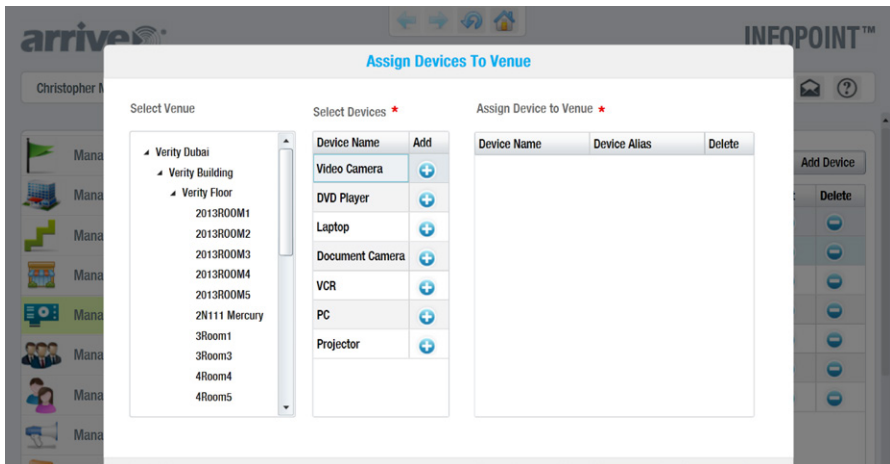 arrive
INFOPOINT™
Assign Devices To Venue
Christopher
Select Venue
Select Devices *
Assign Device to Venue *
Verity Dubai
Verity Building
Verity Floor
2013ROOM1
2013ROOM2
2013ROOM3
2013ROOM4
2013ROOM5
2N111 Mercury
3Room1
3Room3
4Room4
4Room5
Device Name Add
Video Camera
DVD Player
Laptop
Document Camera
VCR
PC
Projector
Device Name Device Alias Delete
Mana
Mana
Mana
Mana
Mana
Mana
Mana
Mana
Add Device
Delete